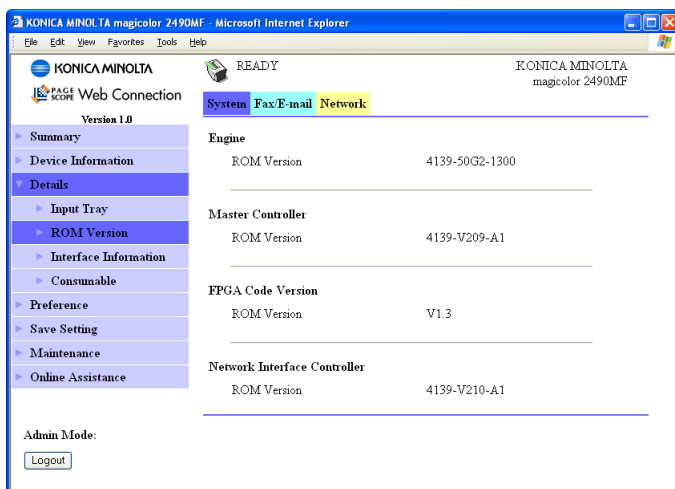 KONICA MINOLTA magicolor 2490MF - Microsoft Internet Explorer
File Edit View Favorites Tools Help
KONICA MINOLTA
PAGE SCOPE Web Connection
Version 1.0
READY
KONICA MINOLTA
magicolor 2490MF
System Fax/E-mail Network
Summary
Device Information
Details
Input Tray
ROM Version
Interface Information
Consumable
Preference
Save Setting
Maintenance
Online Assistance
Admin Mode:
Logout
Engine
ROM Version 4139-50G2-1300
Master Controller
ROM Version 4139-V209-A1
FPGA Code Version
ROM Version V1.3
Network Interface Controller
ROM Version 4139-V210-A1